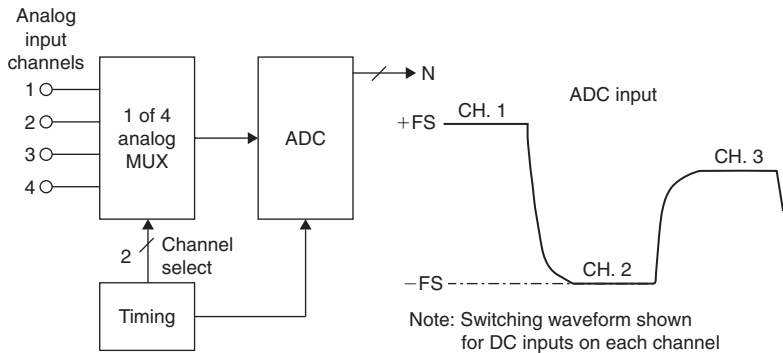 Analog
input
channels
1
2
3
4
1 of 4
analog
MUX
ADC
N
2
Channel
select
Timing
ADC input
+FS
CH. 1
CH. 3
CH. 2
−FS
Note: Switching waveform shown
for DC inputs on each channel